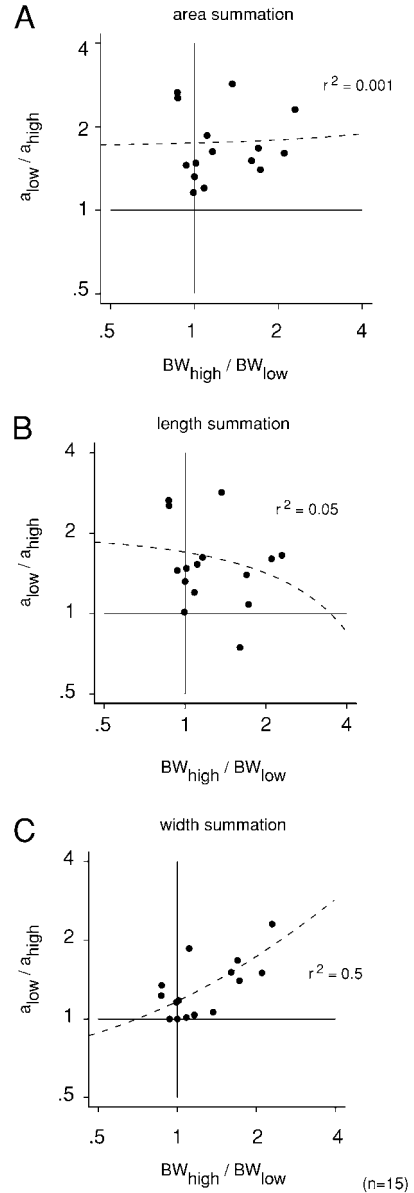 A
area summation
4
r² = 0.001
2
a_low / a_high
1
.5
.5 1 2 4
BW_high / BW_low
B
length summation
4
r² = 0.05
2
a_low / a_high
1
.5
.5 1 2 4
BW_high / BW_low
C
width summation
4
2
r² = 0.5
a_low / a_high
1
.5
.5 1 2 4
BW_high / BW_low
(n=15)